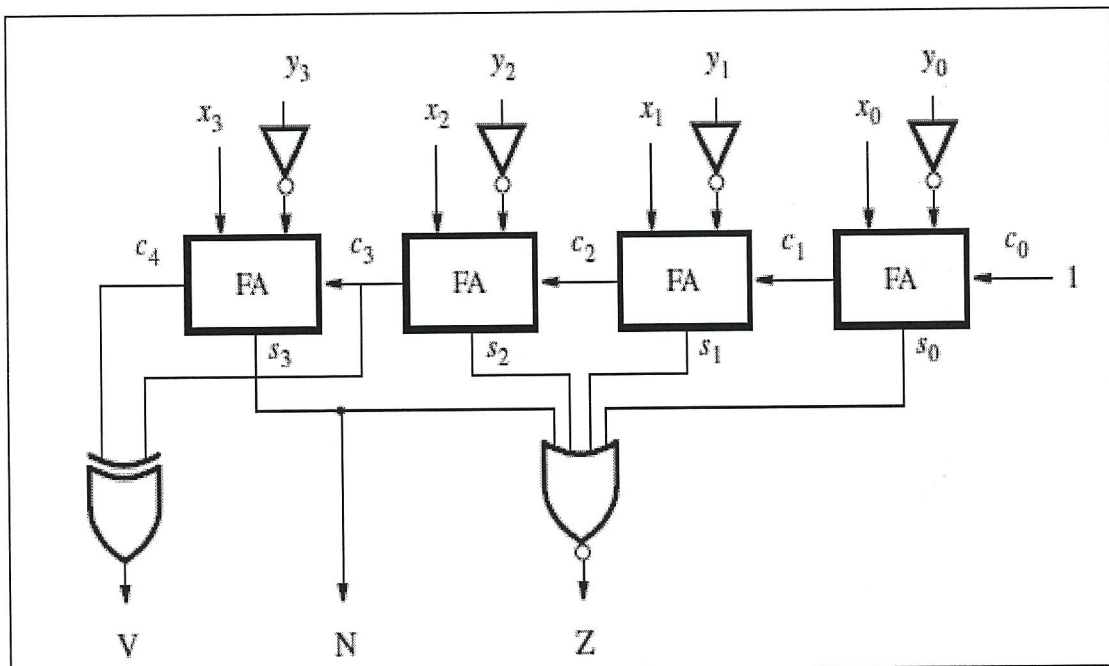 y3 y2 y1 y0
x3 x2 x1 x0
c4 c3 c2 c1 c0
FA FA FA FA 1
s3 s2 s1 s0
V N Z